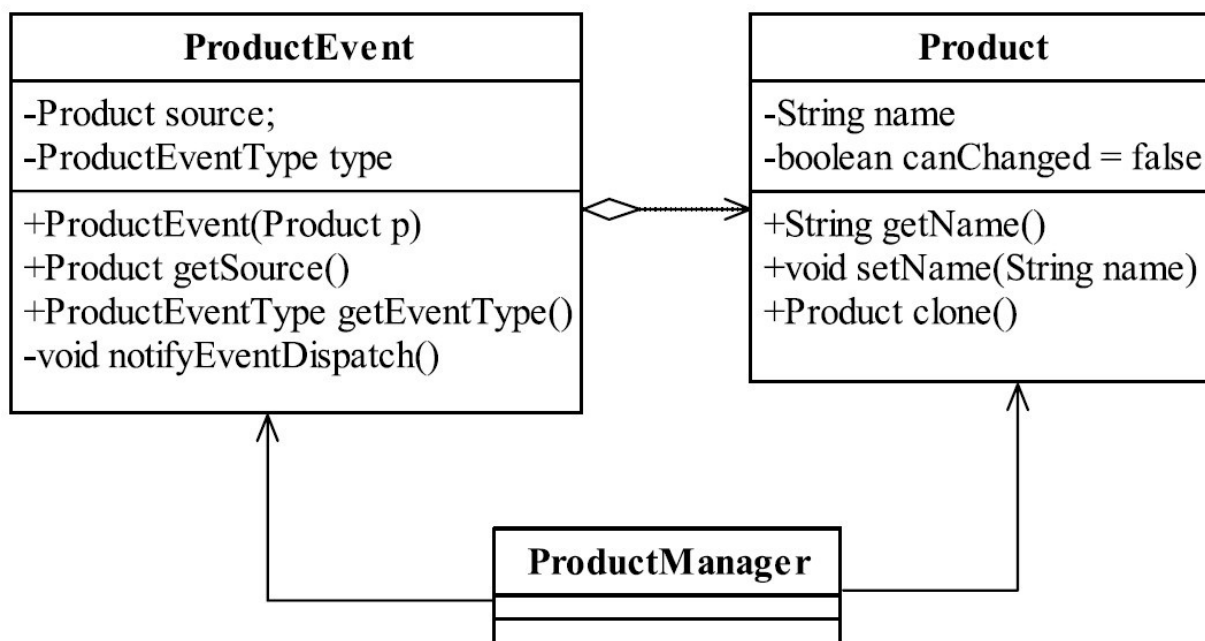 ProductEvent
-Product source;
-ProductEventType type
+ProductEvent(Product p)
+Product getSource()
+ProductEventType getEventType()
-void notifyEventDispatch()
Product
-String name
-boolean canChanged = false
+String getName()
+void setName(String name)
+Product clone()
ProductManager